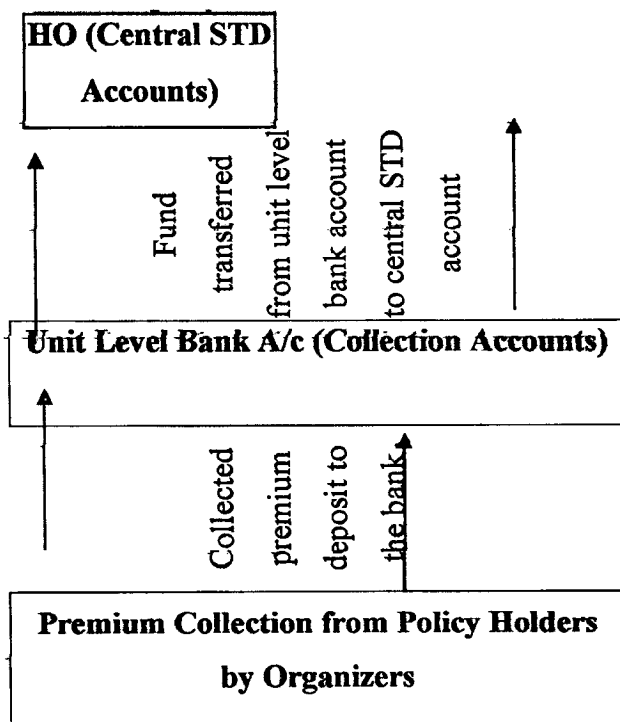 HO (Central STD
Accounts)
Fund
transferred
from unit level
bank account
to central STD
account
Unit Level Bank A/c (Collection Accounts)
Collected
premium
deposit to
the bank
Premium Collection from Policy Holders
by Organizers